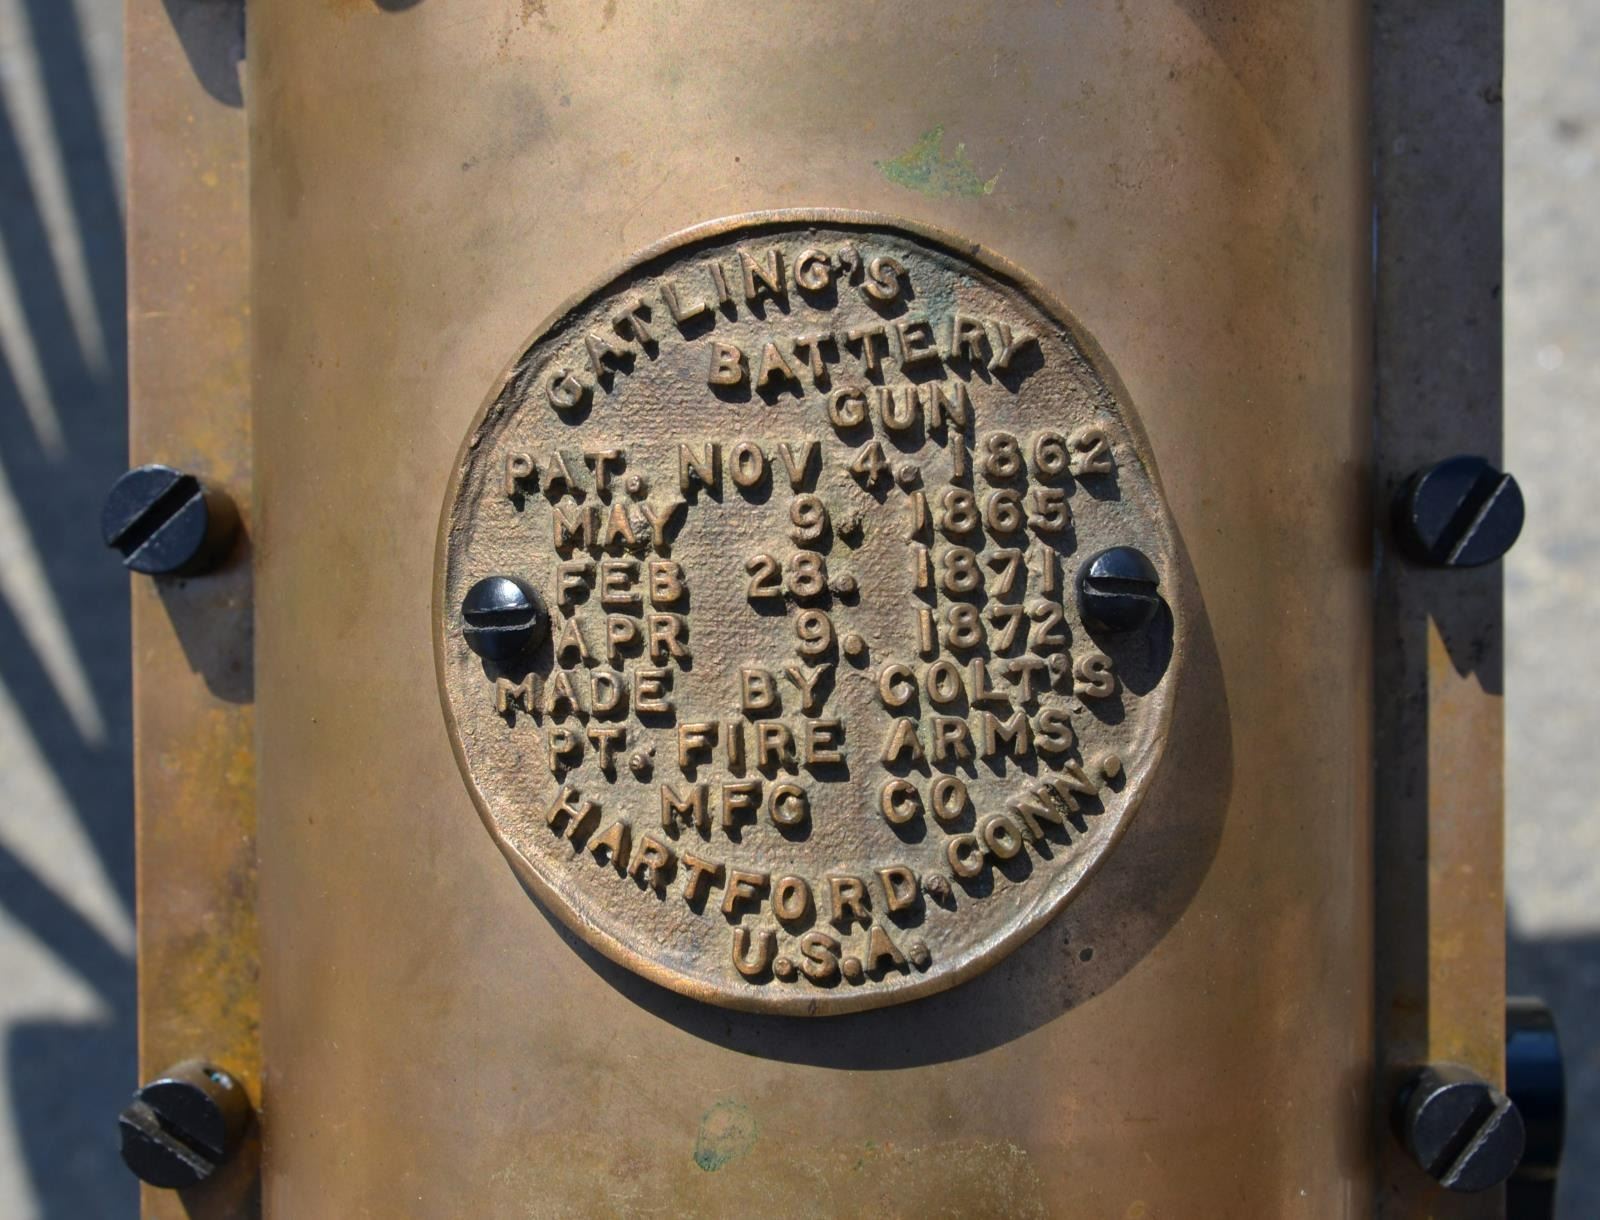 GATLING'S
BATTERY
GUN
PAT. NOV 4. 1862
MAY 9. 1865
FEB 28. 1871
APR 9. 1872
MADE BY COLT'S
PT. FIRE ARMS
MFG CO
HARTFORD. CONN.
U.S.A.